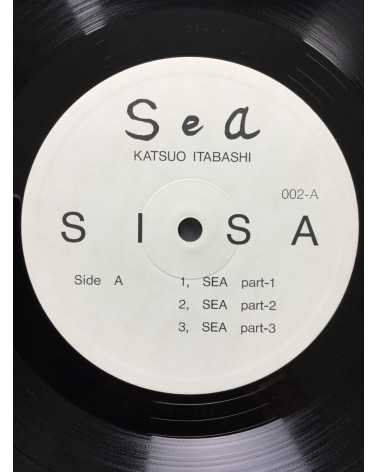 Sea
KATSUO ITABASHI
002-A
S I S A
Side A
1, SEA part-1
2, SEA part-2
3, SEA part-3